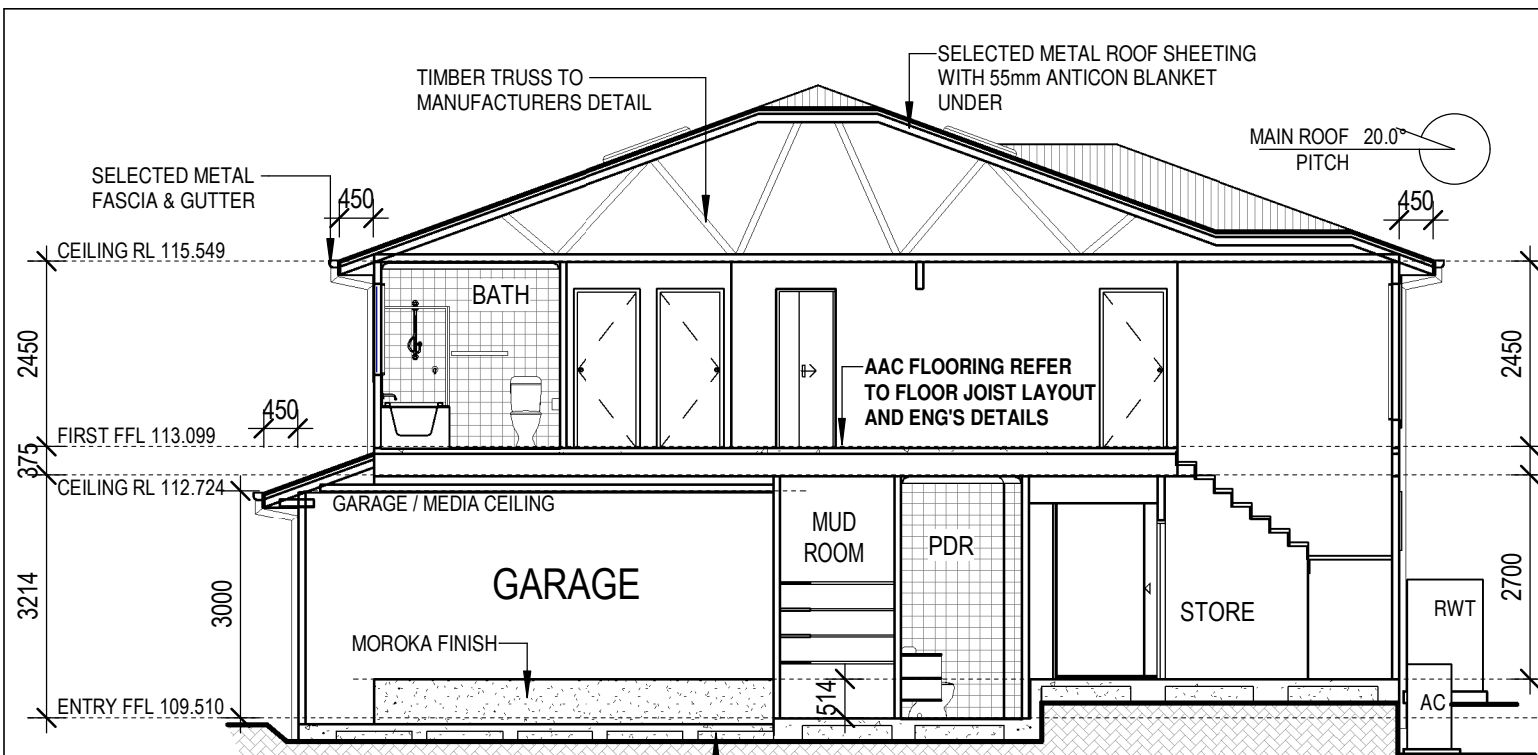 TIMBER TRUSS TO
MANUFACTURERS DETAIL
SELECTED METAL ROOF SHEETING
WITH 55mm ANTICON BLANKET
UNDER
MAIN ROOF 20.0°
PITCH
SELECTED METAL
FASCIA & GUTTER
450
450
CEILING RL 115.549
BATH
2450
2450
AAC FLOORING REFER
TO FLOOR JOIST LAYOUT
AND ENG'S DETAILS
450
FIRST FFL 113.099
375
CEILING RL 112.724
GARAGE / MEDIA CEILING
MUD
ROOM
PDR
GARAGE
3214
3000
2700
STORE
RWT
MOROKA FINISH
514
ENTRY FFL 109.510
AC